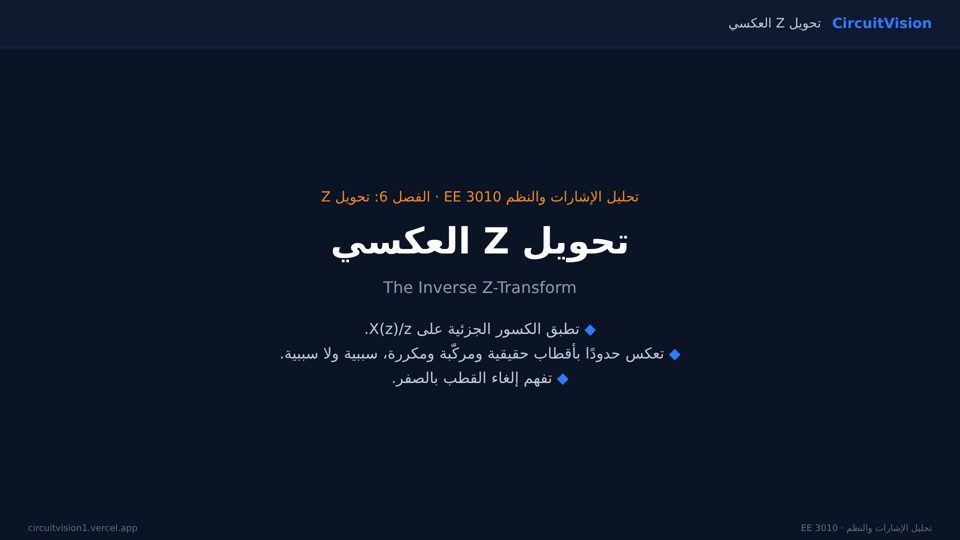 CircuitVision تحويل Z العكسي
تحليل الإشارات والنظم EE 3010 · الفصل 6: تحويل Z
تحويل Z العكسي
The Inverse Z-Transform
◆ تطبق الكسور الجزئية على X(z)/z.
◆ تعكس حدودًا بأقطاب حقيقية ومركّبة ومكررة، سببية ولا سببية.
◆ تفهم إلغاء القطب بالصفر.
تحليل الإشارات والنظم · EE 3010
circuitvision1.vercel.app